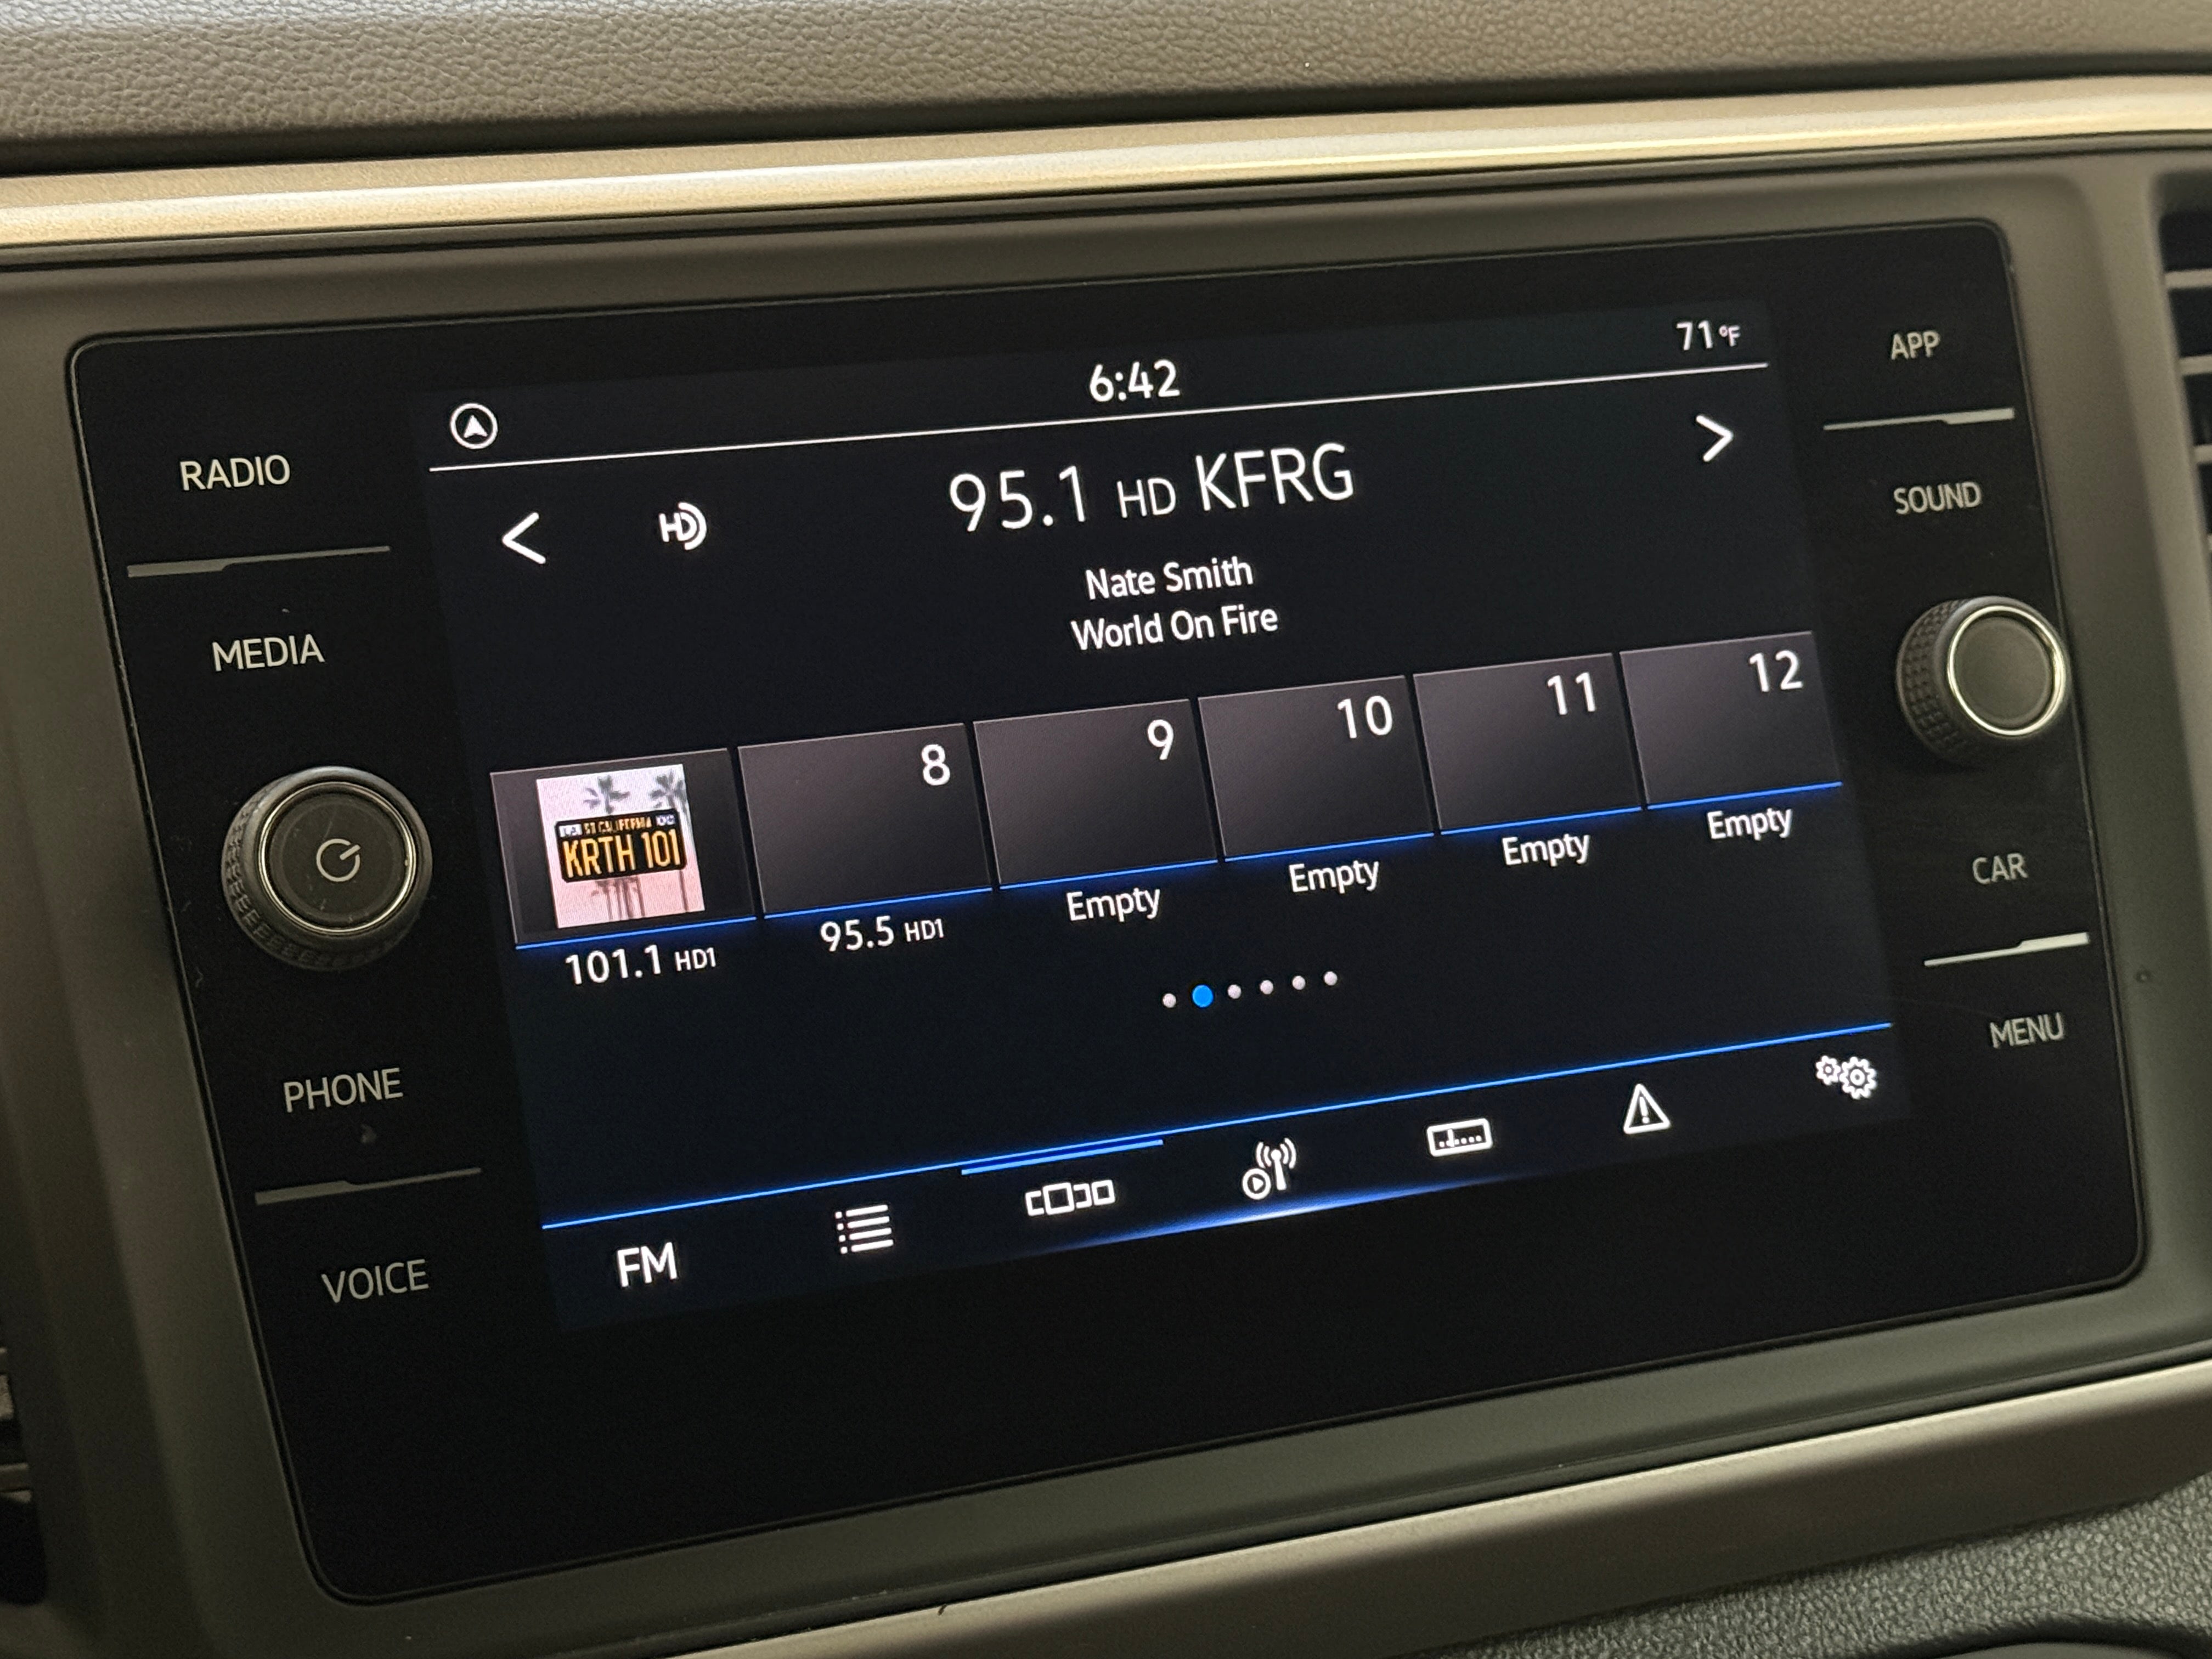 6:42
71°F
95.1 HD KFRG
HD
Nate Smith
World On Fire
KRTH 101
8
9
10
11
12
101.1 HD1
95.5 HD1
Empty
Empty
Empty
Empty
FM
RADIO
MEDIA
PHONE
VOICE
APP
SOUND
CAR
MENU